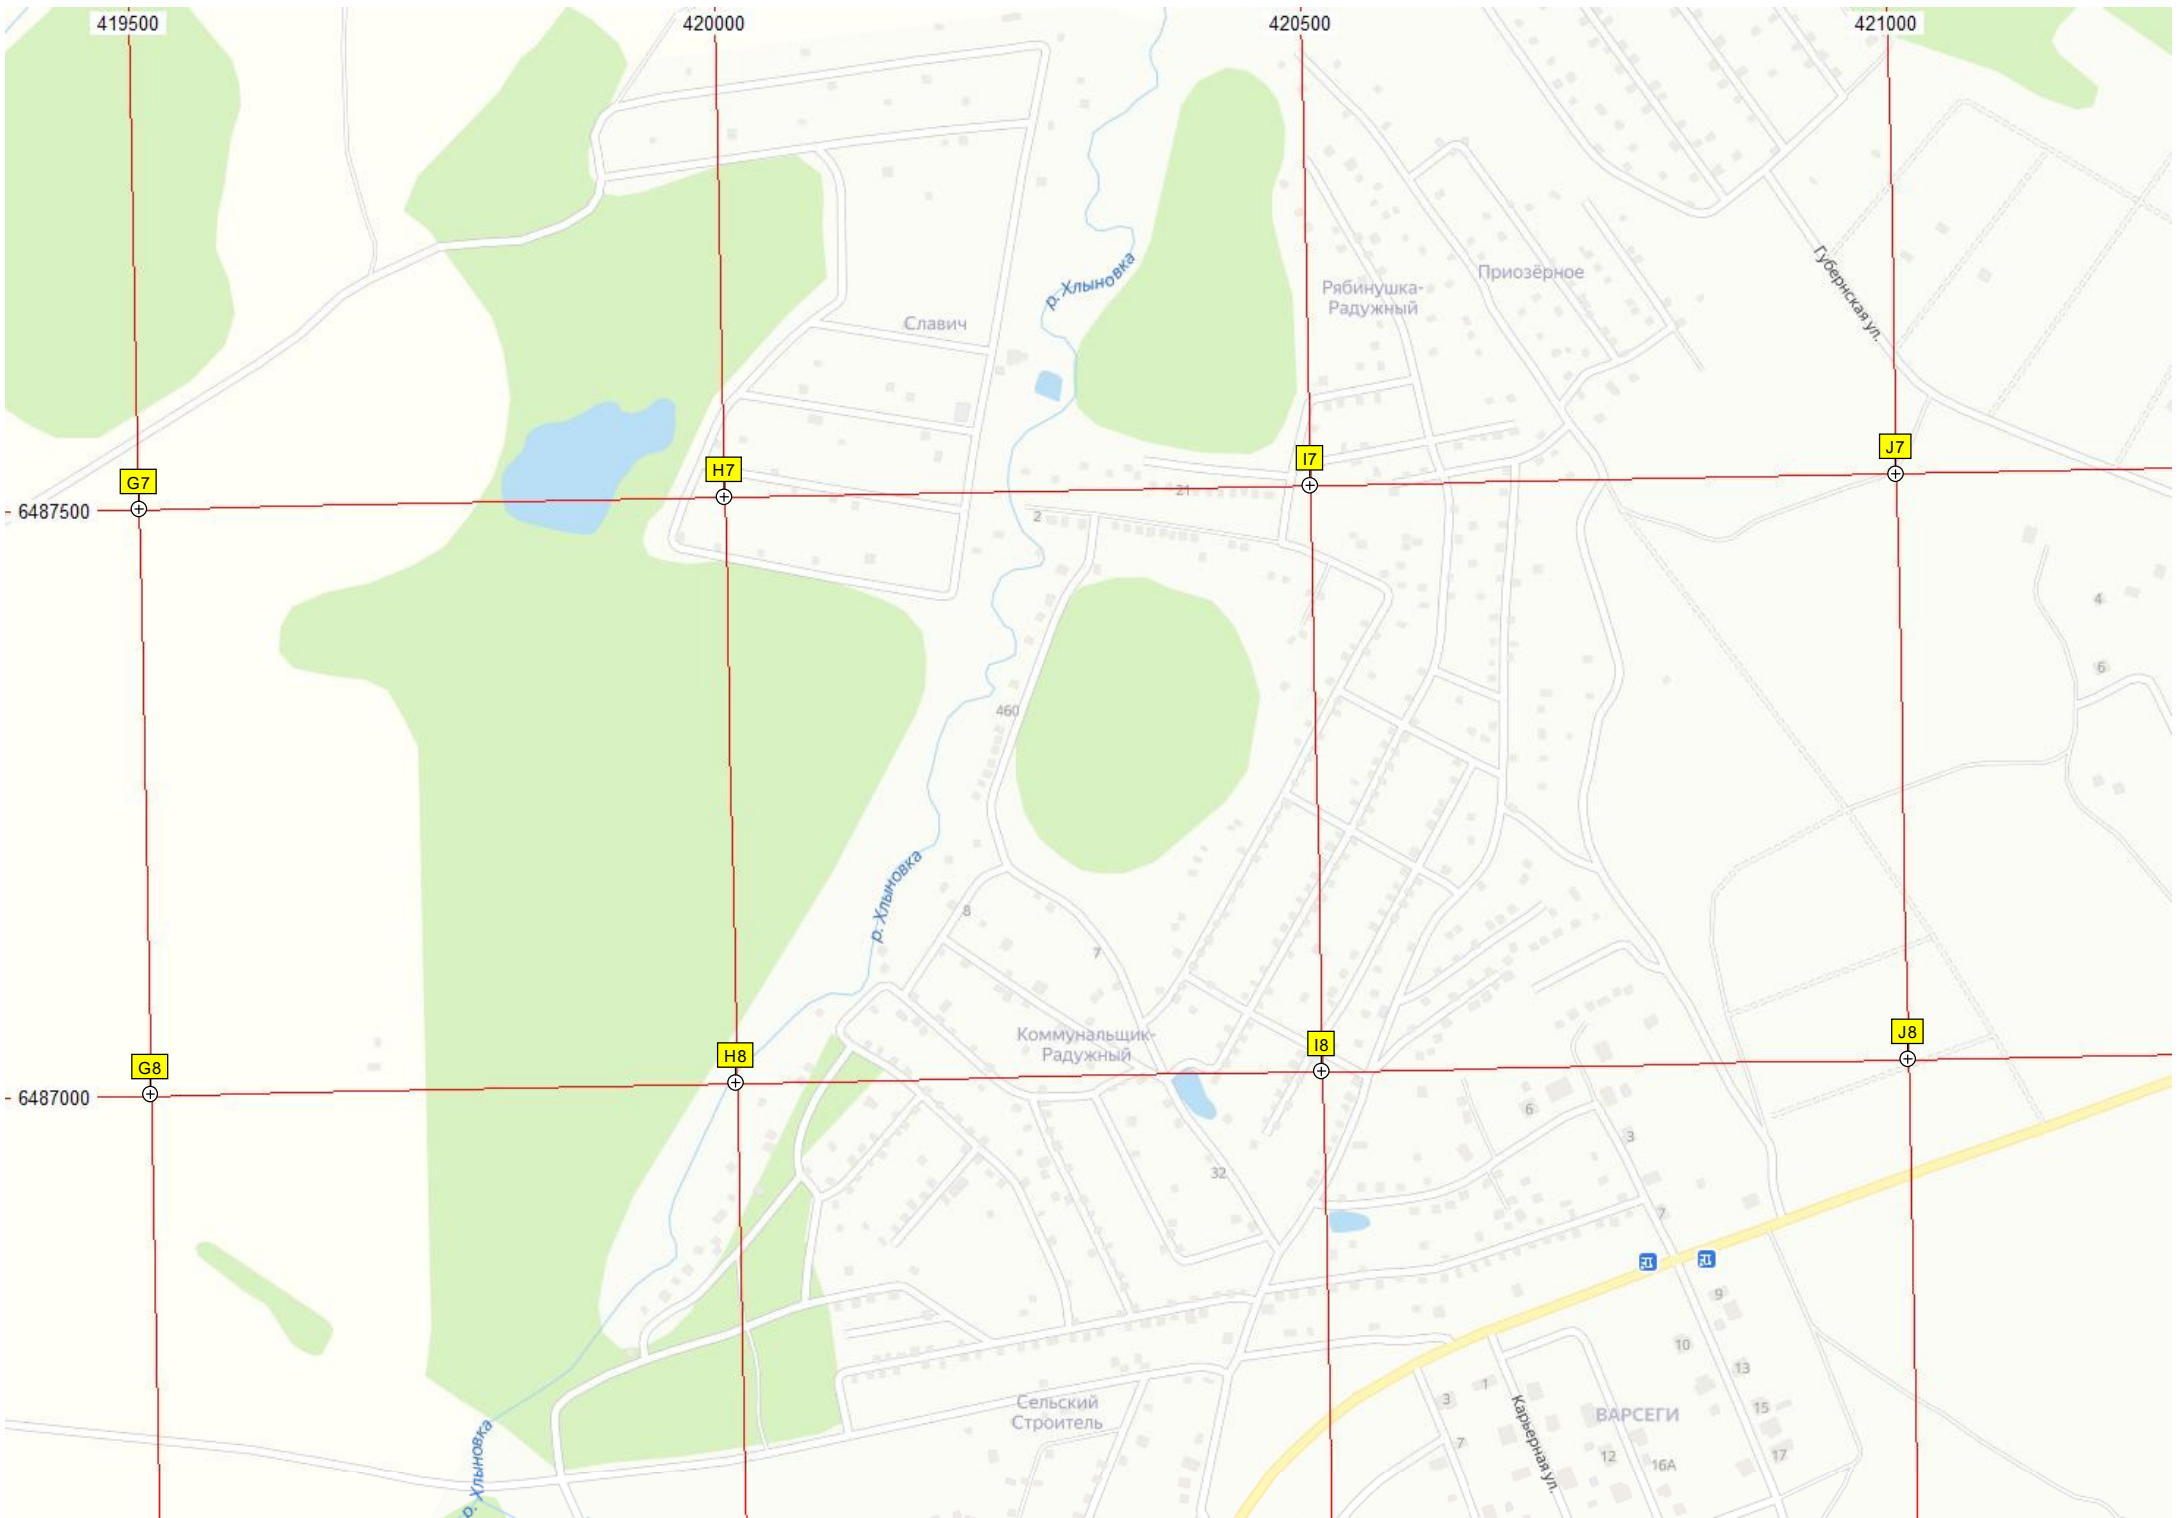 419500
420000
420500
421000
р. Хлыновка
Славич
Рябинушка-
Радужный
Приозёрное
Губернская ул.
G7
H7
I7
J7
6487500
21
2
4
6
460
р. Хлыновка
8
7
Коммунальщик-
Радужный
G8
H8
I8
J8
6487000
6
3
32
7
9
10
13
3
1
15
Сельский
Строитель
Карьерная ул.
ВАРСЕГИ
7
12
16А
17
р. Хлыновка